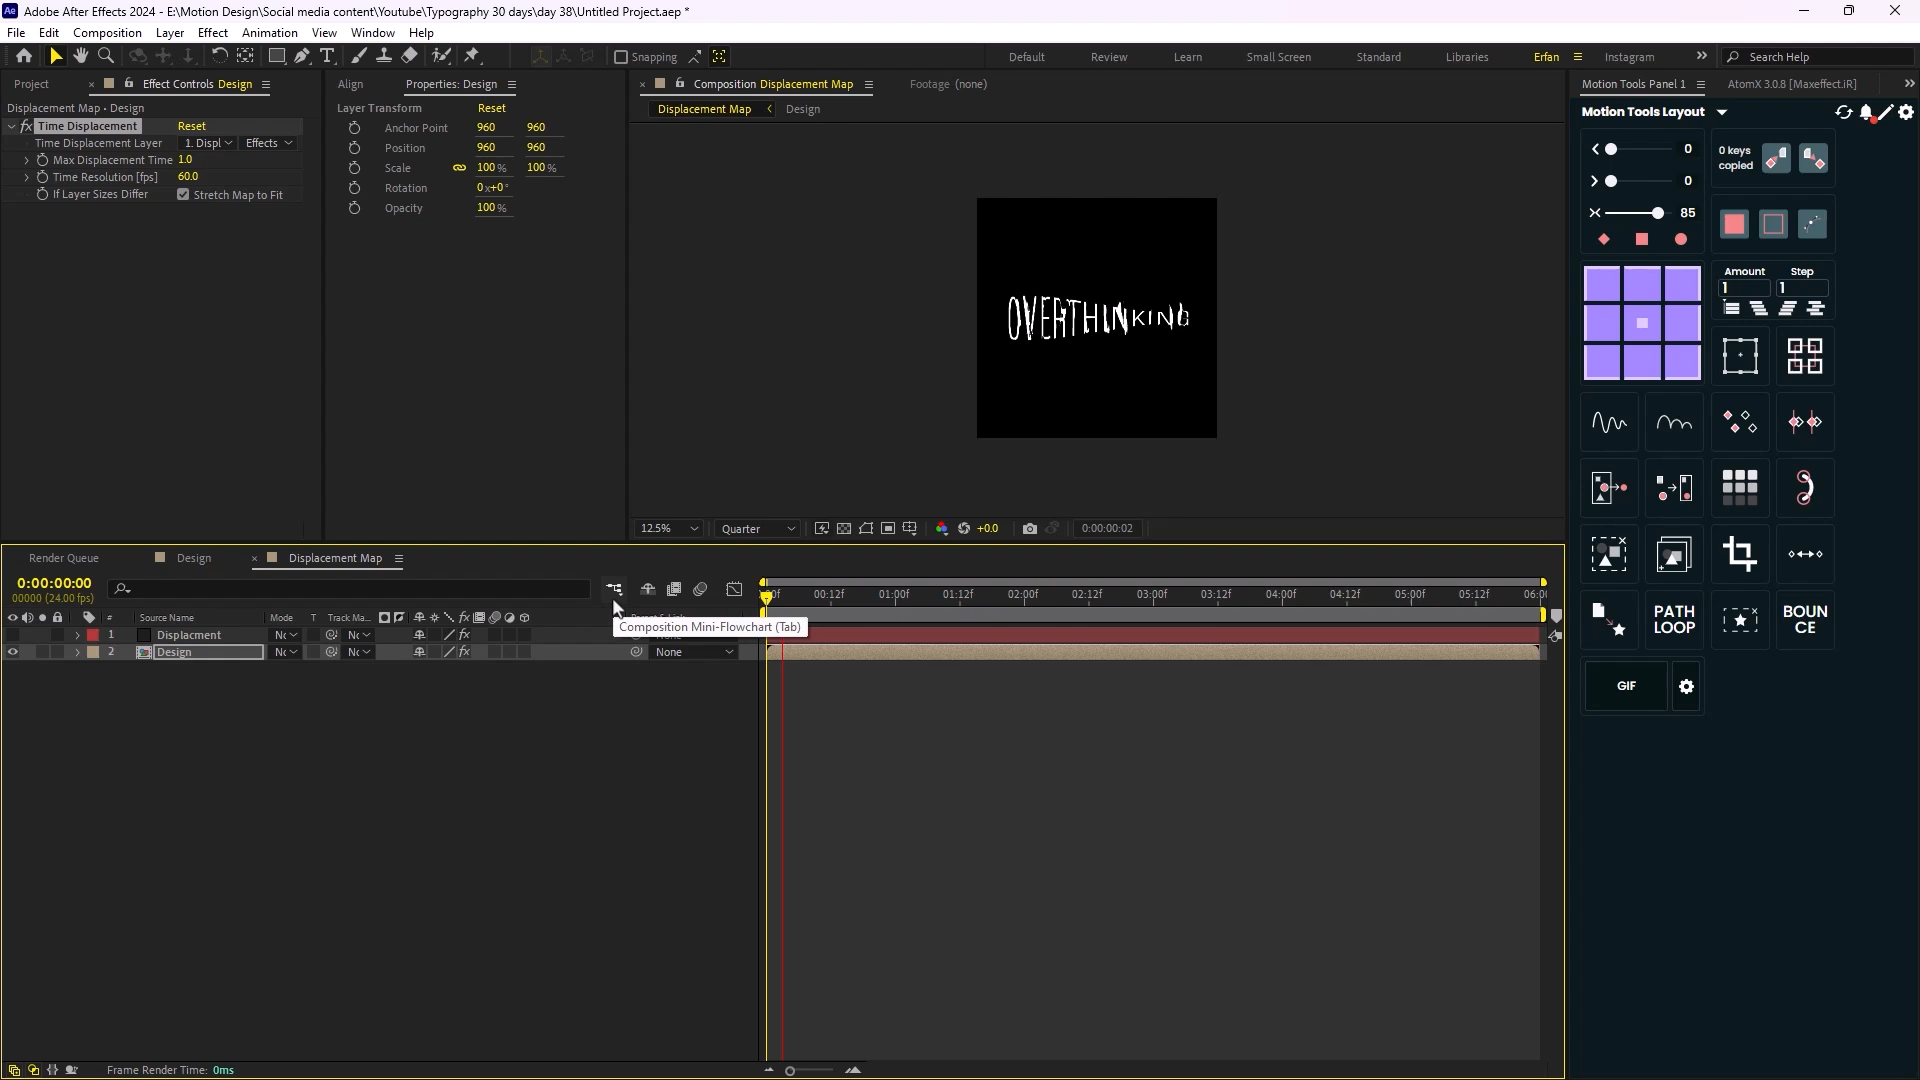 Ae Adobe After Effects 2024 - E:\Motion Design\Social media content\Youtube\Typography 30 days\day 38\Untitled Project.aep *
File Edit Composition Layer Effect Animation View Window Help
Snapping
Default Review Learn Small Screen Standard Libraries Erfan Instagram Search Help
Project Effect Controls Design
Align Properties: Design
Composition Displacement Map Footage (none)
Motion Tools Panel 1 AtomX 3.0.8 [Maxeffect.iR]
Displacement Map • Design
fx Time Displacement Reset
Time Displacement Layer 1. Displ Effects
Max Displacement Time 1.0
Time Resolution [fps] 60.0
If Layer Sizes Differ Stretch Map to Fit
Layer Transform Reset
Anchor Point 960 960
Position 960 960
Scale 100 % 100 %
Rotation 0x+0°
Opacity 100 %
Displacement Map Design
OVERTHINKING
12.5% Quarter +0.0 0:00:00:02
Motion Tools Layout
0 0 keys copied
0
85
Amount Step
1 1
PATH LOOP
BOUN CE
GIF
Render Queue Design Displacement Map
0:00:00:00
00000 (24.00 fps)
# Source Name Mode T Track Ma...
1 Displacment
2 Design None
Composition Mini-Flowchart (Tab)
00:12f 01:00f 01:12f 02:00f 02:12f 03:00f 03:12f 04:00f 04:12f 05:00f 05:12f
Frame Render Time: 0ms